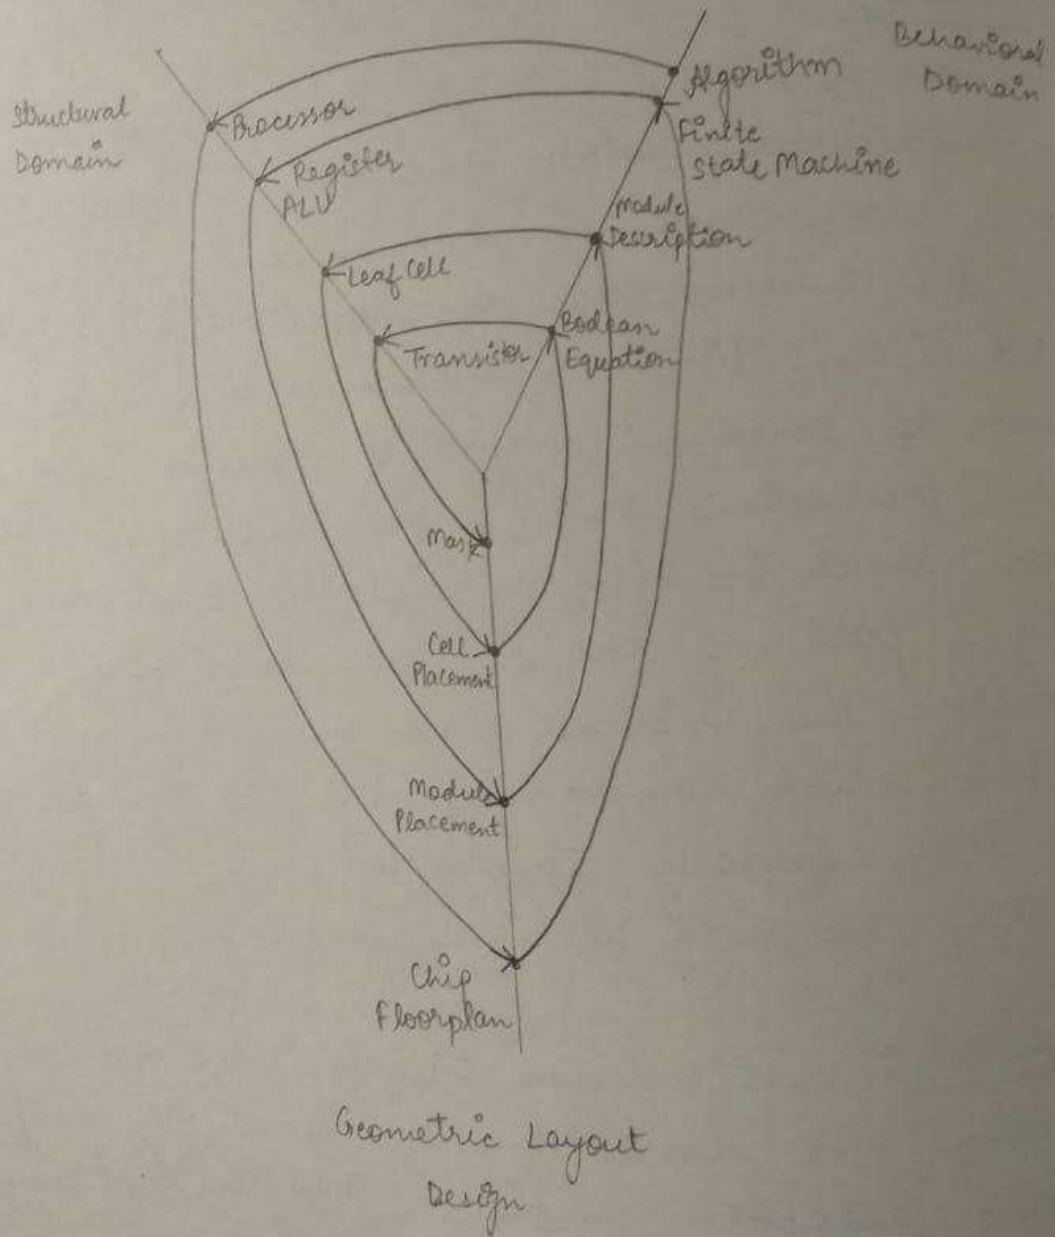 Behavioral
Domain
Structural
Domain
Algorithm
Processor
Finite
State Machine
Register
ALU
Module
Description
Leaf Cell
Boolean
Equation
Transistor
Mask
Cell
Placement
Module
Placement
Chip
Floorplan
Geometric Layout
Design